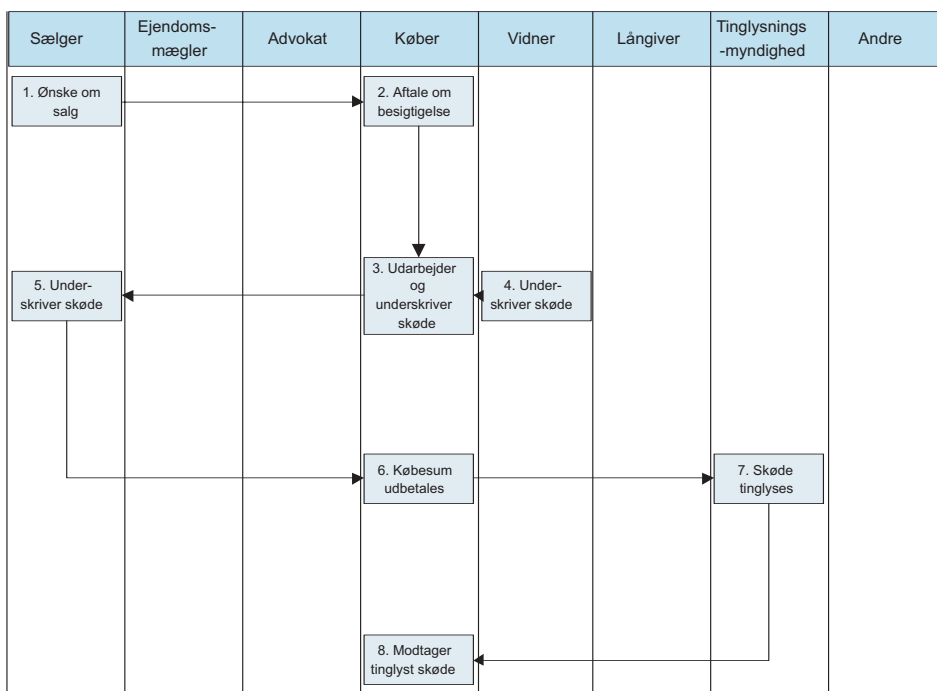 Sælger
Ejendoms-
mægler
Advokat
Køber
Vidner
Långiver
Tinglysnings
-myndighed
Andre
1. Ønske om
salg
2. Aftale om
besigtigelse
3. Udarbejder
og
underskriver
skøde
4. Under-
skriver skøde
5. Under-
skriver skøde
6. Købesum
udbetales
7. Skøde
tinglyses
8. Modtager
tinglyst skøde